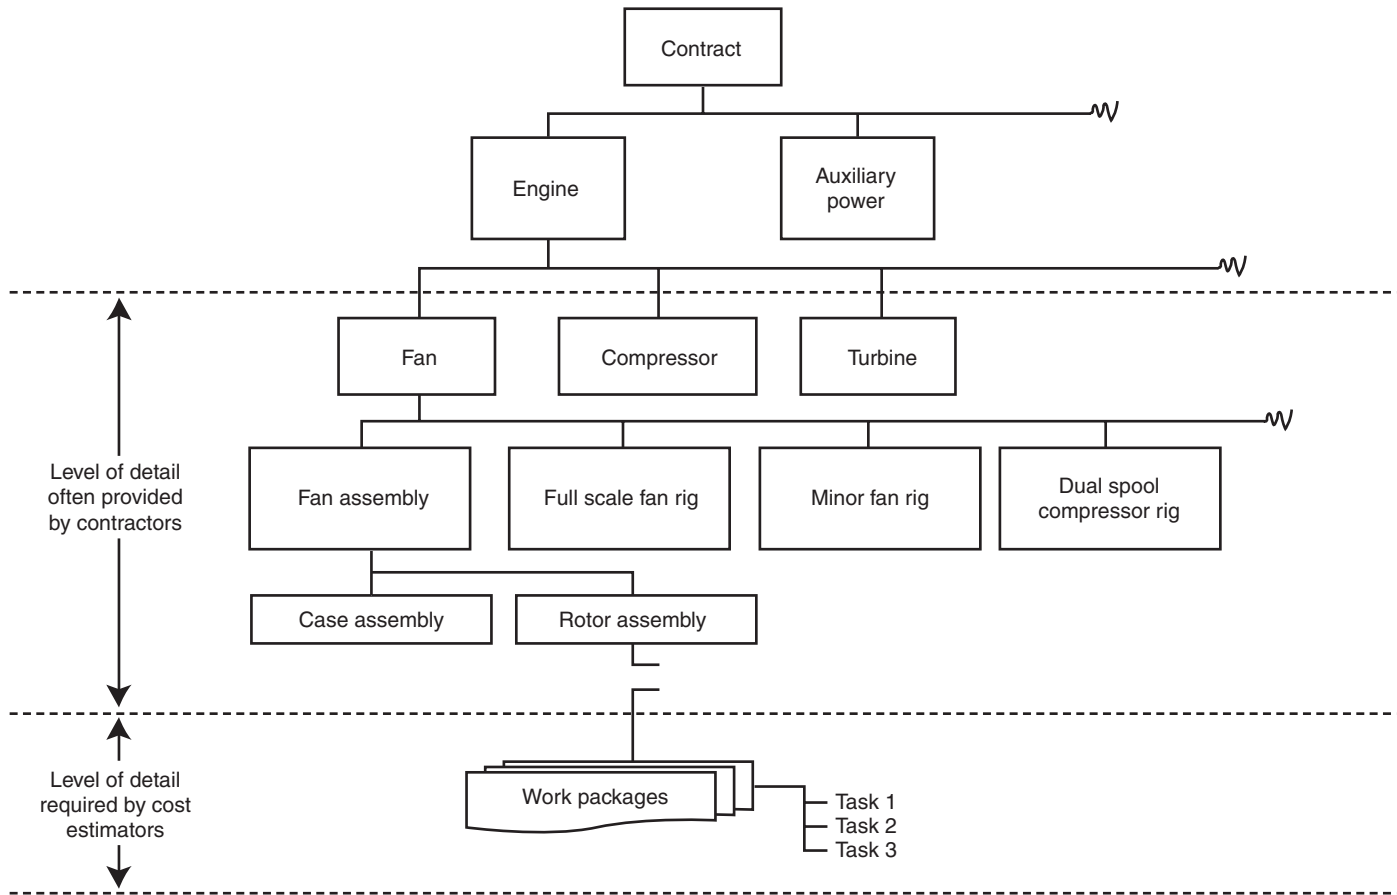 Contract
Engine
Auxiliary
power
Fan
Compressor
Turbine
Level of detail
often provided
by contractors
Fan assembly
Full scale fan rig
Minor fan rig
Dual spool
compressor rig
Case assembly
Rotor assembly
Level of detail
required by cost
estimators
Work packages
Task 1
Task 2
Task 3